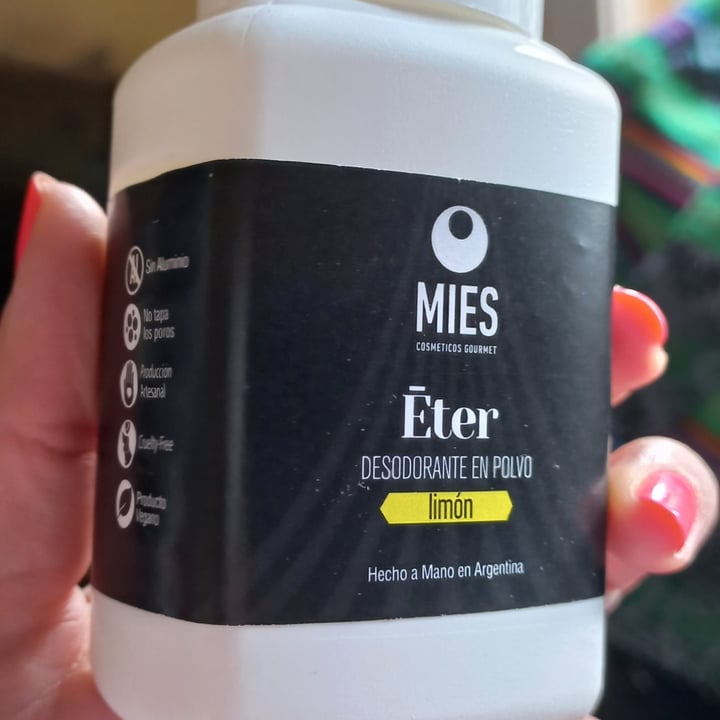 Sin Aluminio
No tapa
los poros
Producción
Artesanal
Cruelty-Free
Producto
Vegano
MIES
COSMETICOS GOURMET
Ēter
DESODORANTE EN POLVO
limón
Hecho a Mano en Argentina